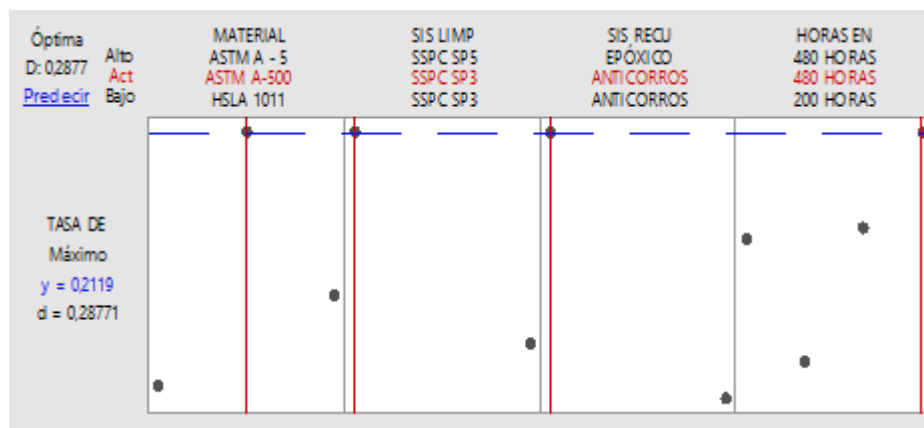 Óptima
D: 0,2877
Predecir
Alto
Act
Bajo
MATERIAL
ASTM A - 5
ASTM A-500
HSLA 1011
SIS LIMP
SSPC SP5
SSPC SP3
SSPC SP3
SIS RECU
EPÓXICO
ANTICORROS
ANTICORROS
HORAS EN
480 HORAS
480 HORAS
200 HORAS
TASA DE
Máximo
y = 0,2119
d = 0,28771